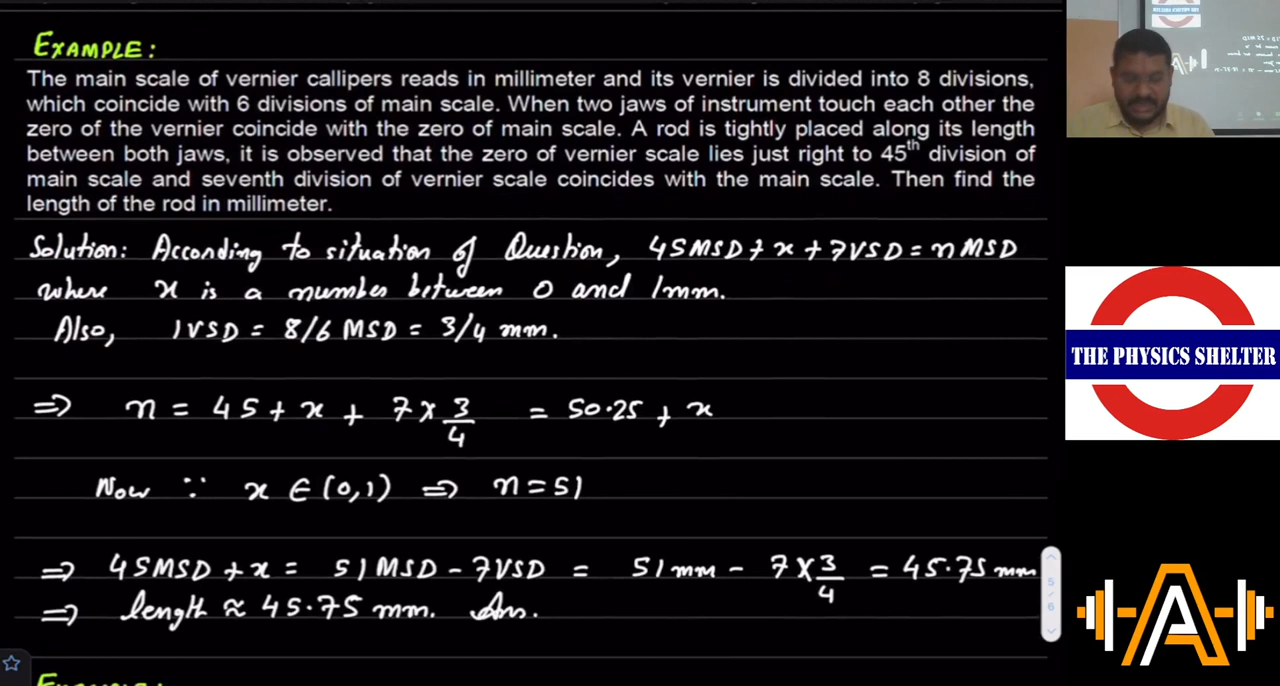 EXAMPLE:
The main scale of vernier callipers reads in millimeter and its vernier is divided into 8 divisions,
which coincide with 6 divisions of main scale. When two jaws of instrument touch each other the
zero of the vernier coincide with the zero of main scale. A rod is tightly placed along its length
between both jaws, it is observed that the zero of vernier scale lies just right to 45th division of
main scale and seventh division of vernier scale coincides with the main scale. Then find the
length of the rod in millimeter.
Solution: According to situation of Question, 45MSD + x + 7VSD = n MSD
where x is a number between 0 and 1mm.
Also, 1VSD = 8/6 MSD = 3/4 mm.
⇒ n = 45 + x + 7 × 3/4 = 50.25 + x
Now ∵ x ∈ (0,1) ⇒ n = 51
⇒ 45MSD + x = 51MSD - 7VSD = 51mm - 7 × 3/4 = 45.75 mm
⇒ length ≈ 45.75 mm. Ans.
EXAMPLE:
THE PHYSICS SHELTER
5
/
6
A